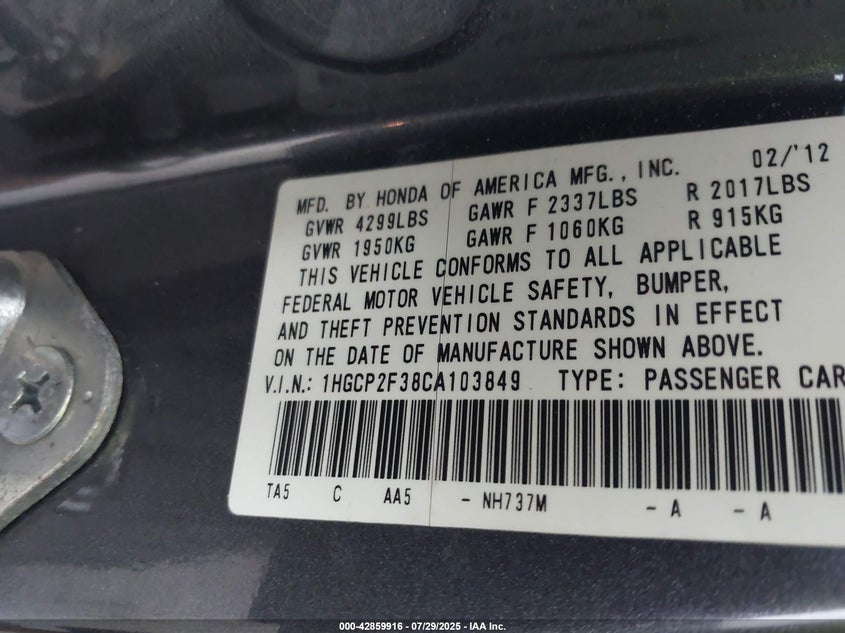 02/'12
MFD. BY HONDA OF AMERICA MFG., INC.
GVWR 4299LBS GAWR F 2337LBS R 2017LBS
GVWR 1950KG GAWR F 1060KG R 915KG
THIS VEHICLE CONFORMS TO ALL APPLICABLE
FEDERAL MOTOR VEHICLE SAFETY, BUMPER,
AND THEFT PREVENTION STANDARDS IN EFFECT
ON THE DATE OF MANUFACTURE SHOWN ABOVE.
V.I.N.: 1HGCP2F38CA103849 TYPE: PASSENGER CAR
TA5 C AA5 - NH737M - A - A
000-42859916 | 07/29/2025 - IAA Inc.